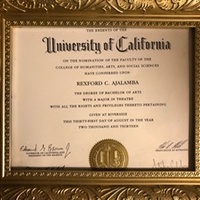 THE REGENTS OF THE
University of California
ON THE NOMINATION OF THE FACULTY OF THE
COLLEGE OF HUMANITIES, ARTS, AND SOCIAL SCIENCES
HAVE CONFERRED UPON
BEXFORD C. AJALAMBA
THE DEGREE OF BACHELOR OF ARTS
WITH A MAJOR IN THEATRE
WITH ALL THE RIGHTS AND PRIVILEGES THERETO PERTAINING
GIVEN AT RIVERSIDE
THIS THIRTY-FIRST DAY OF AUGUST IN THE YEAR
TWO THOUSAND AND THIRTEEN